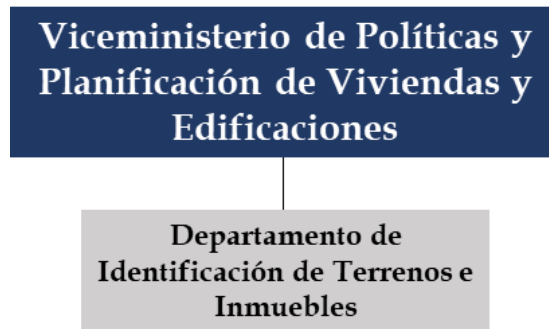 Viceministerio de Políticas y
Planificación de Viviendas y
Edificaciones
Departamento de
Identificación de Terrenos e
Inmuebles